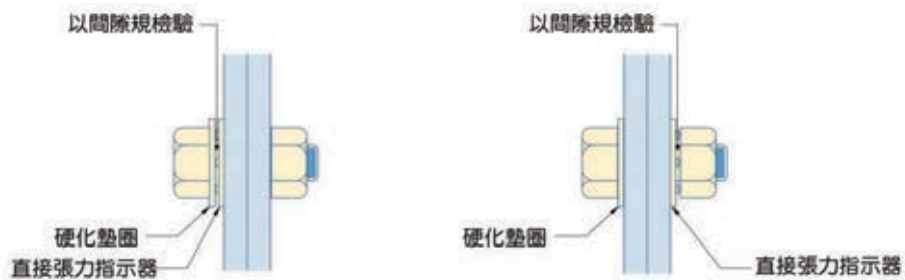 以間隙規檢驗
硬化墊圈
直接張力指示器
以間隙規檢驗
硬化墊圈
直接張力指示器